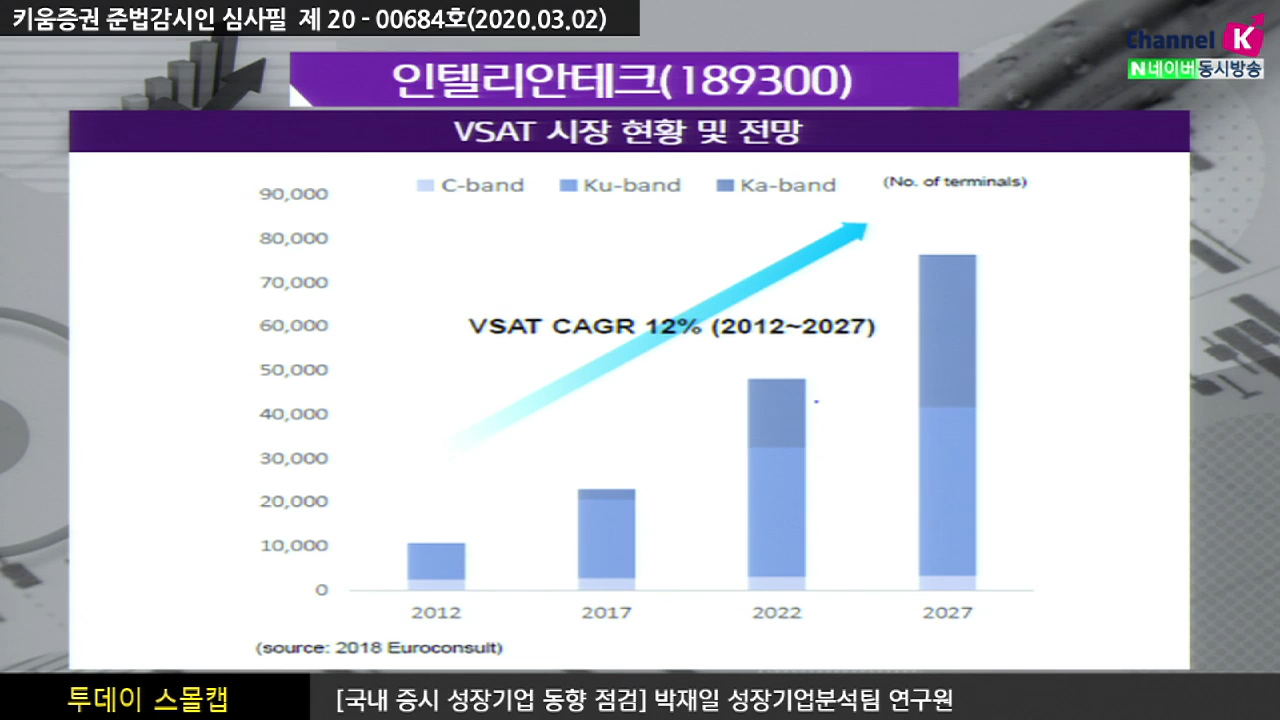 키움증권 준법감시인 심사필 제 20 - 00684호(2020.03.02)
Channel K
N 네이버 동시방송
인텔리안테크(189300)
VSAT 시장 현황 및 전망
C-band Ku-band Ka-band (No. of terminals)
90,000
80,000
70,000
60,000
50,000
40,000
30,000
20,000
10,000
0
VSAT CAGR 12% (2012~2027)
2012 2017 2022 2027
(source: 2018 Euroconsult)
투데이 스몰캡
[국내 증시 성장기업 동향 점검] 박재일 성장기업분석팀 연구원